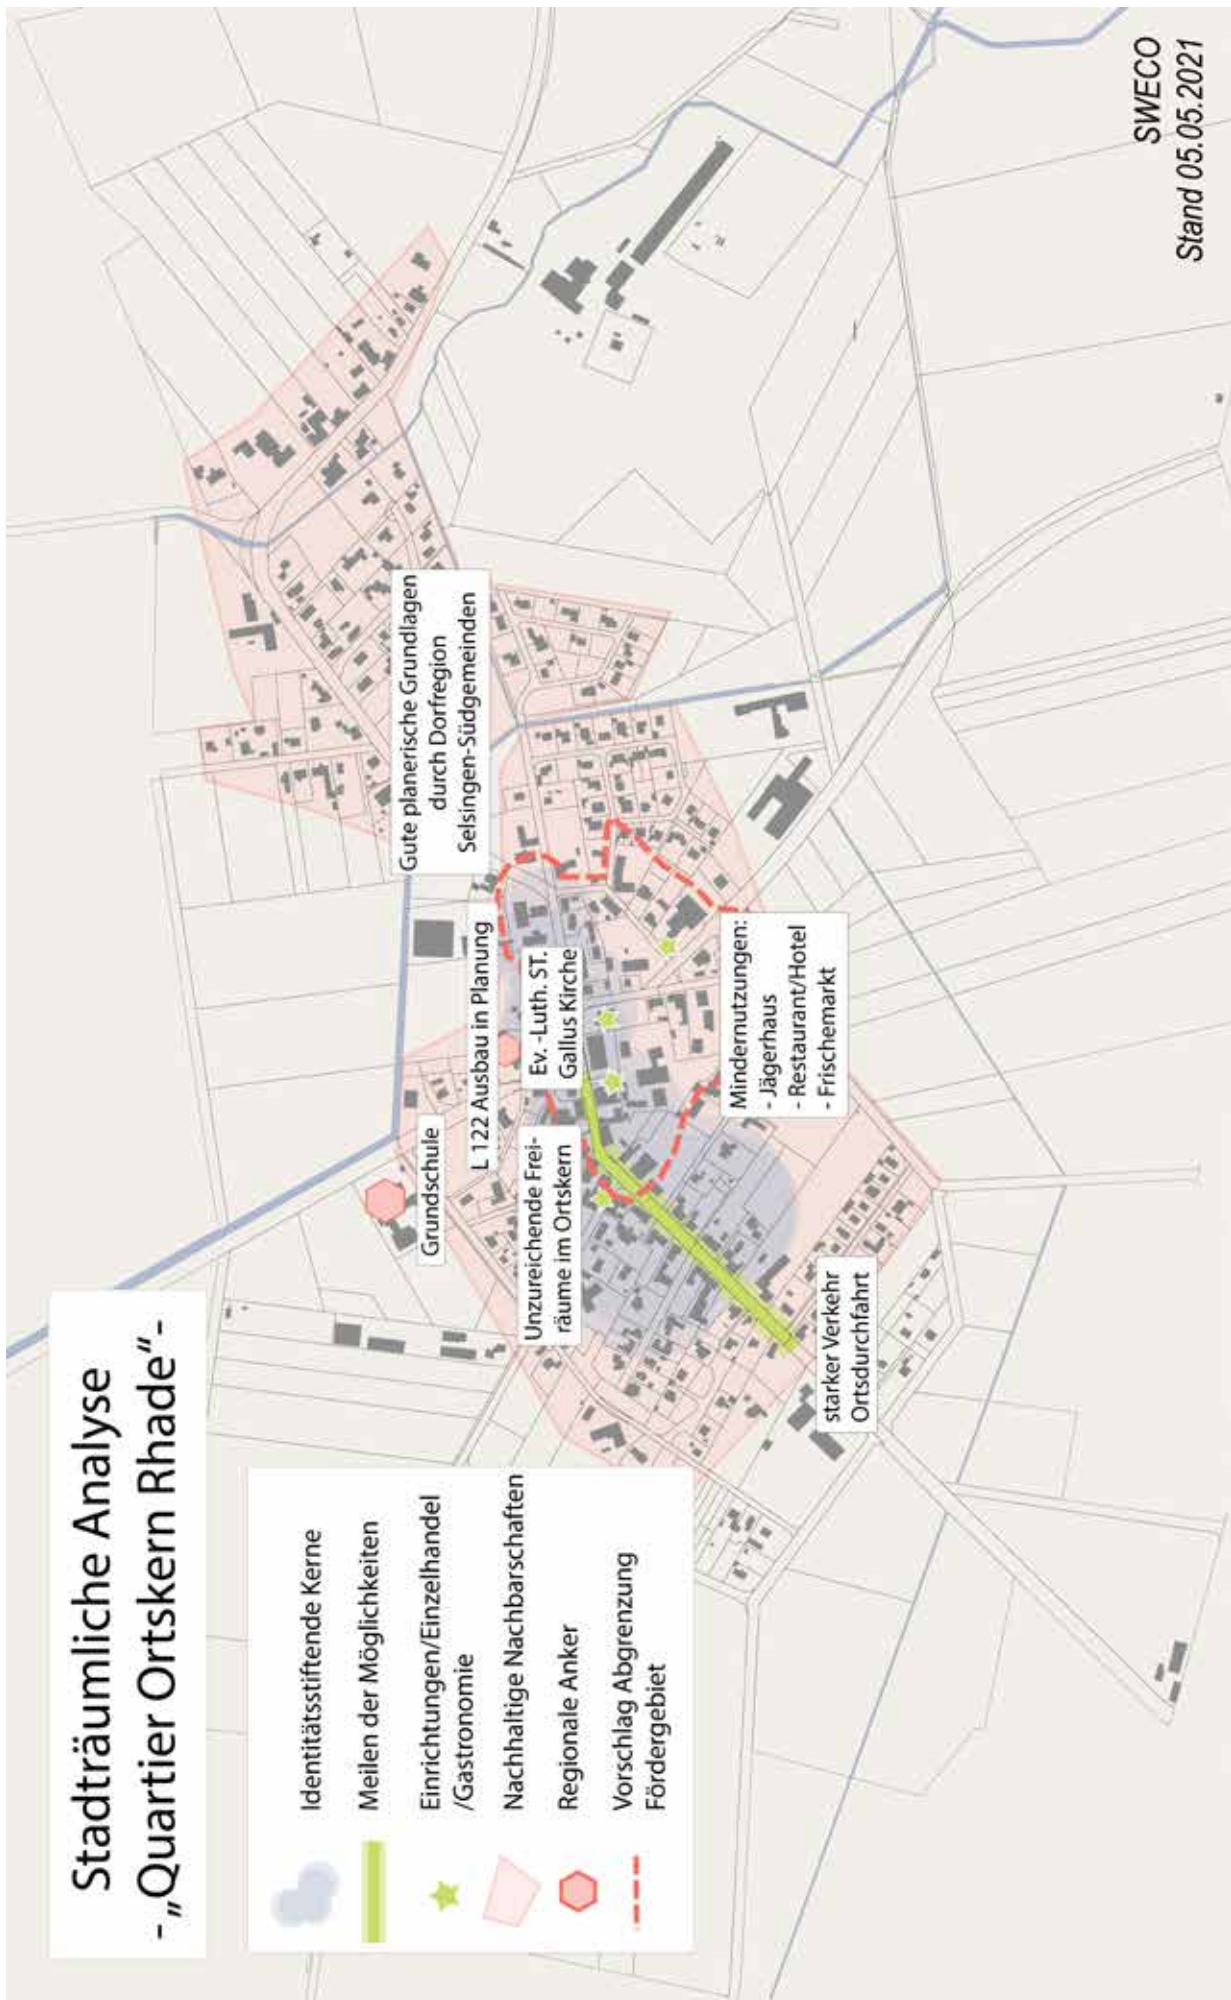 Stadträumliche Analyse
-„Quartier Ortskern Rhade“-
Identitätsstiftende Kerne
Meilen der Möglichkeiten
Einrichtungen/Einzelhandel
/Gastronomie
Nachhaltige Nachbarschaften
Regionale Anker
Vorschlag Abgrenzung
Fördergebiet
Grundschule
L 122 Ausbau in Planung
Gute planerische Grundlagen
durch Dorfregion
Selsingen-Südgemeinden
Unzureichende Frei-
räume im Ortskern
Ev. -Luth. ST.
Gallus Kirche
Mindernutzungen:
- Jägerhaus
- Restaurant/Hotel
- Frischemarkt
starker Verkehr
Ortsdurchfahrt
SWECO
Stand 05.05.2021